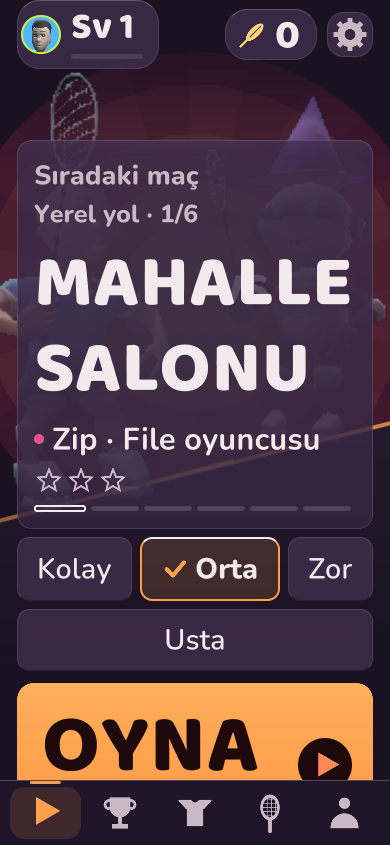 Sv 1
0
Sıradaki maç
Yerel yol · 1/6
MAHALLE
SALONU
Zip · File oyuncusu
Kolay
Orta
Zor
Usta
OYNA